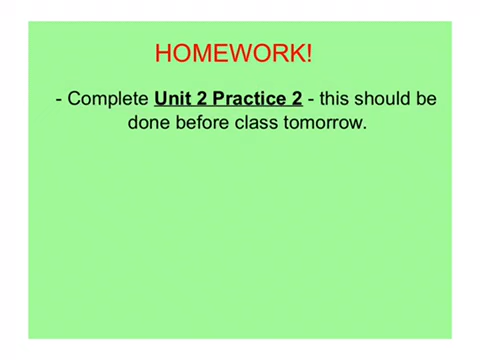 HOMEWORK!
- Complete Unit 2 Practice 2 - this should be
done before class tomorrow.